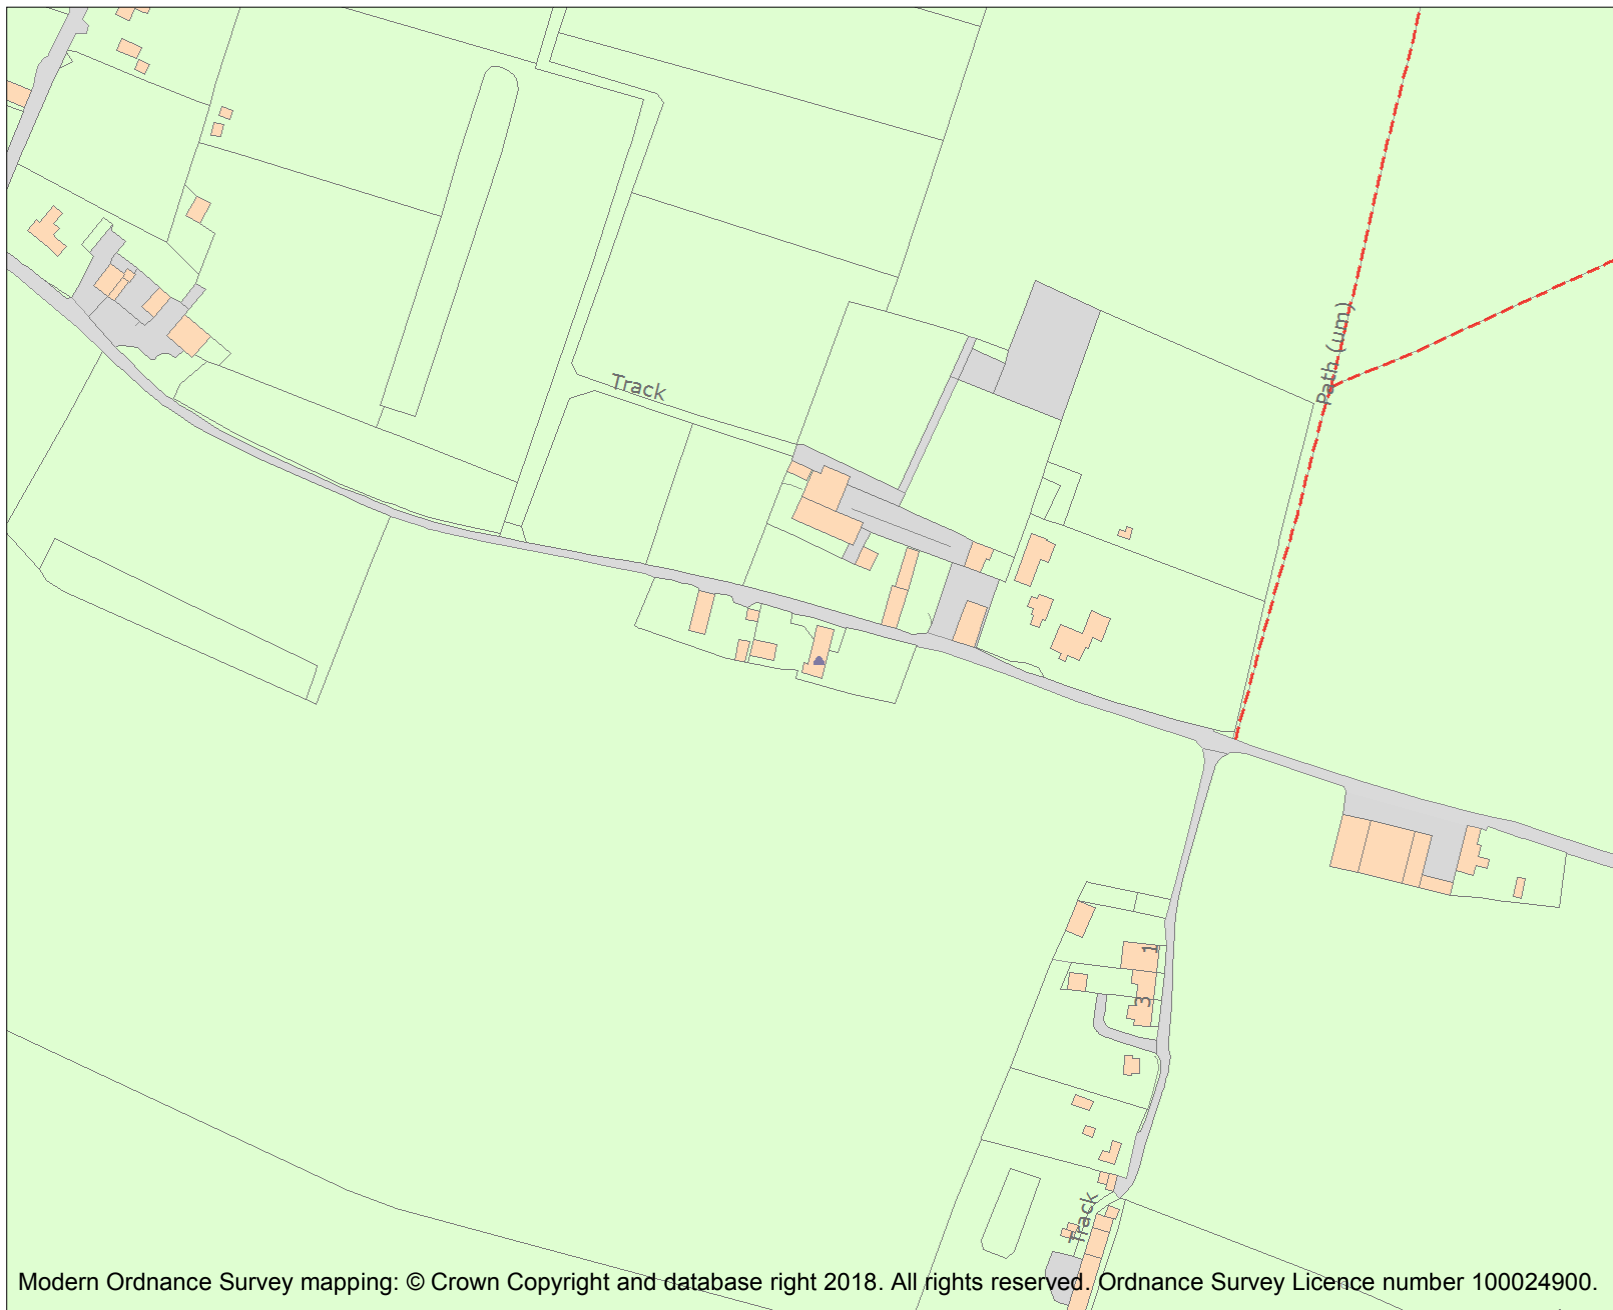 Path (um)
Track
1
3
Track
Modern Ordnance Survey mapping: © Crown Copyright and database right 2018. All rights reserved. Ordnance Survey Licence number 100024900.